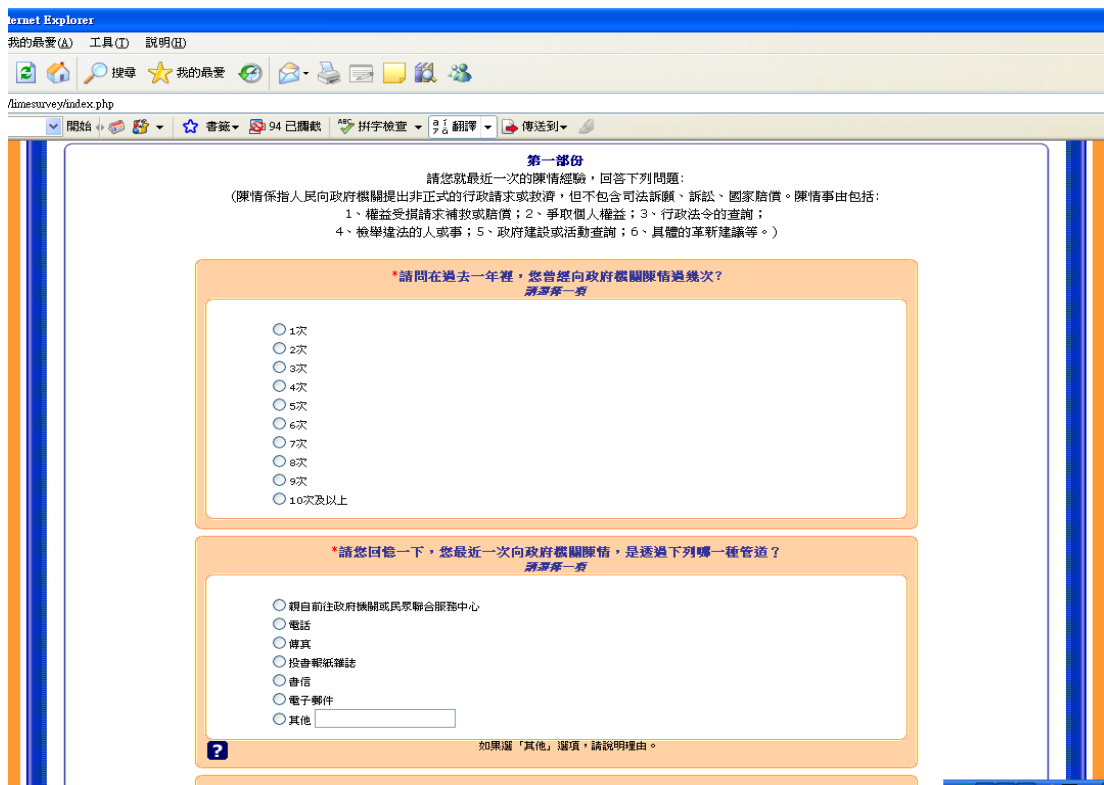 ternet Explorer
我的最愛(A) 工具(T) 說明(H)
搜尋 我的最愛
/limesurvey/index.php
開始 書籤 94 已攔截 拼字檢查 翻譯 傳送到
第一部份
請您就最近一次的陳情經驗，回答下列問題:
(陳情係指人民向政府機關提出非正式的行政請求或救濟，但不包含司法訴願、訴訟、國家賠償。陳情事由包括:
1、權益受損請求補救或賠償；2、爭取個人權益；3、行政法令的查詢；
4、檢舉違法的人或事；5、政府建設或活動查詢；6、具體的革新建議等。)
*請問在過去一年裡，您曾經向政府機關陳情過幾次?
請選擇一項
1次
2次
3次
4次
5次
6次
7次
8次
9次
10次及以上
*請您回憶一下，您最近一次向政府機關陳情，是透過下列哪一種管道？
請選擇一項
親自前往政府機關或民眾聯合服務中心
電話
傳真
投書報紙雜誌
書信
電子郵件
其他
如果選「其他」選項，請說明理由。